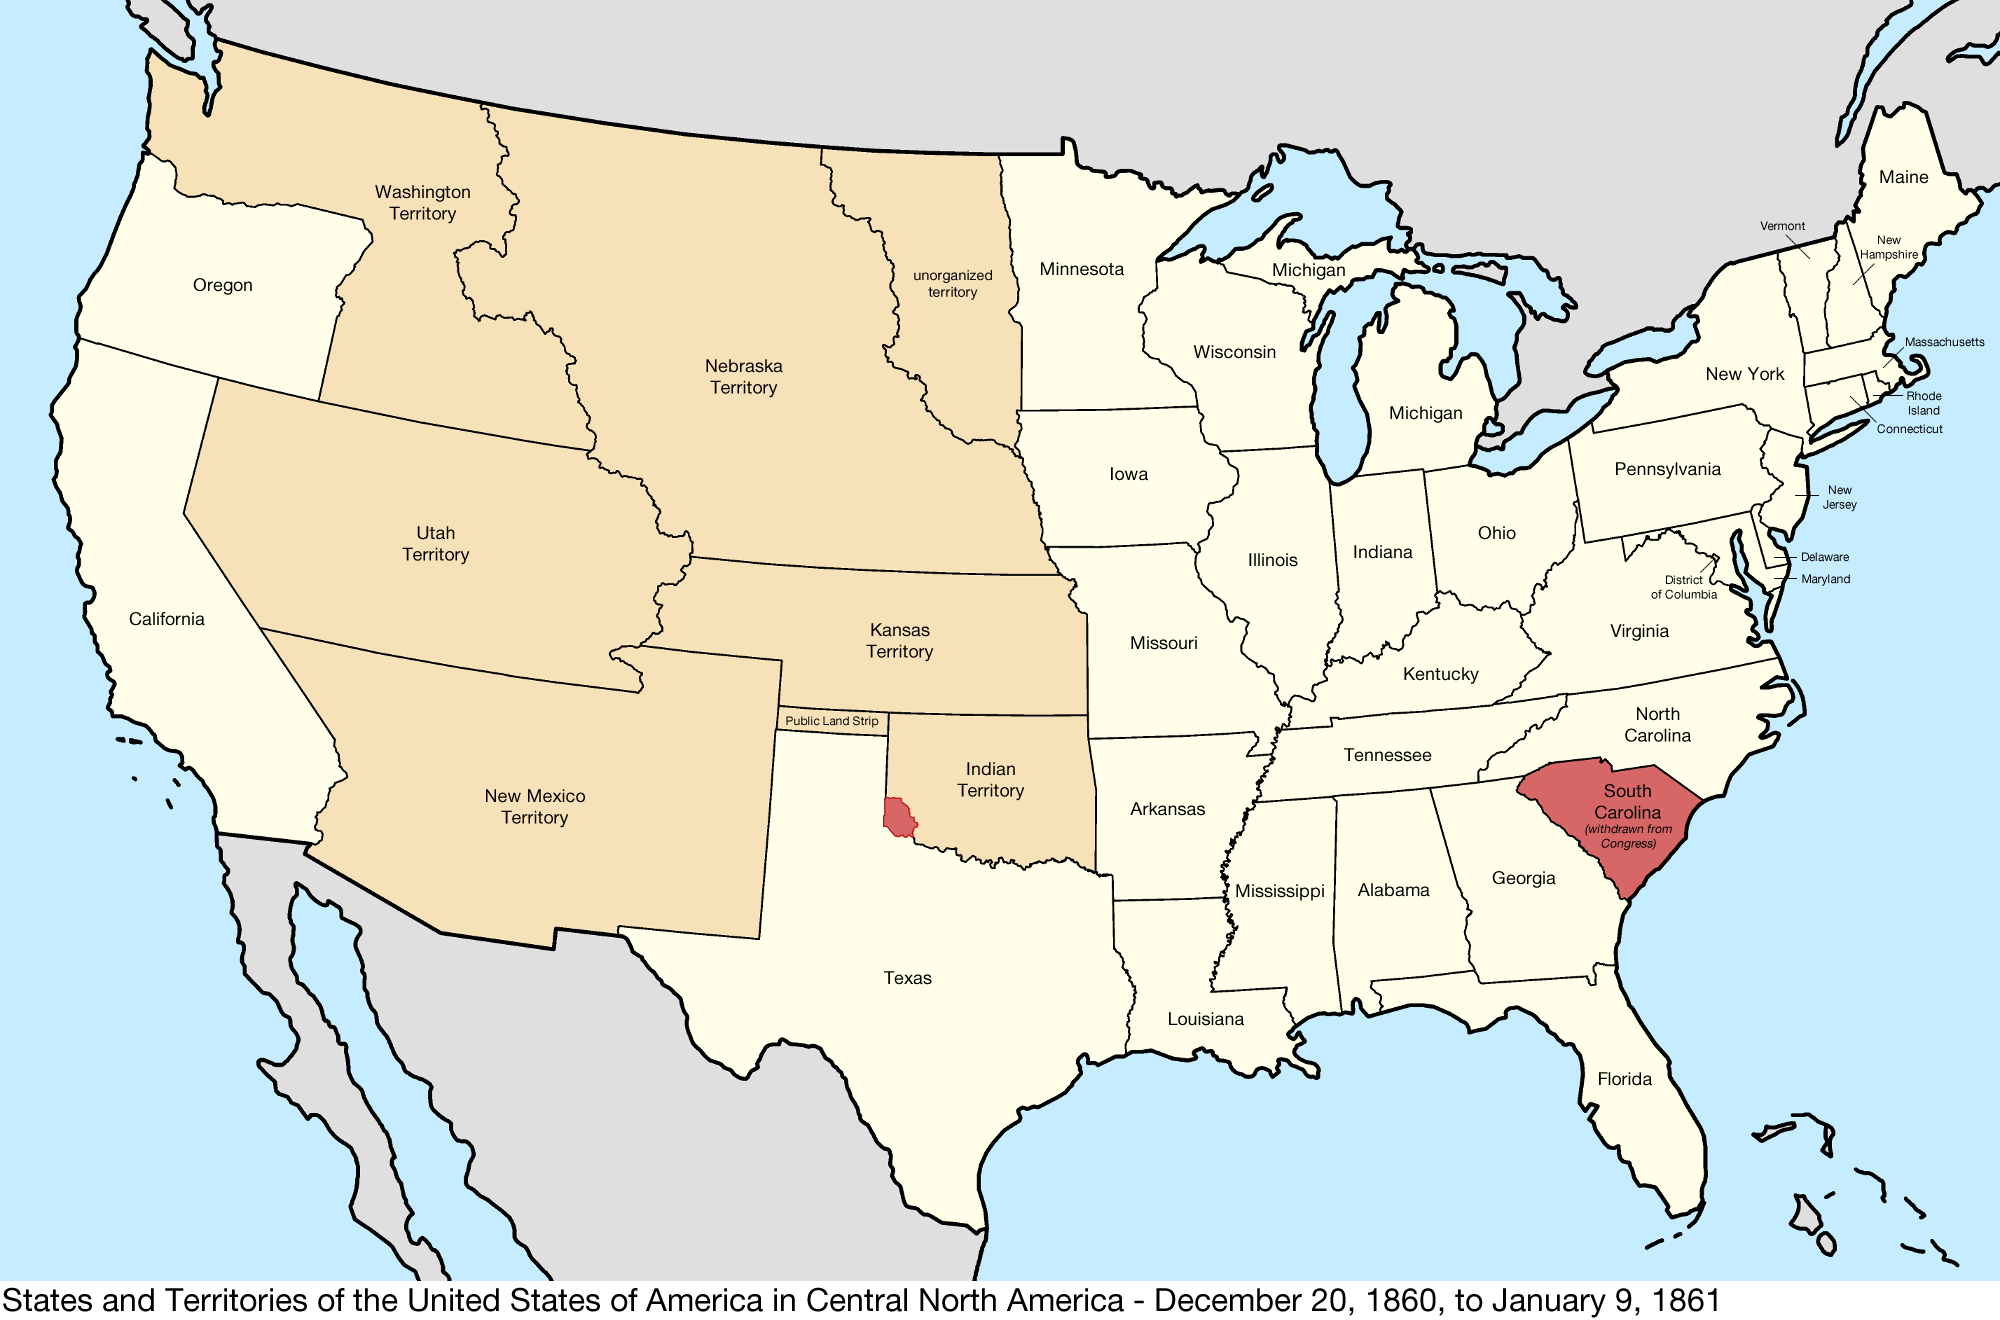 Washington
Territory
Oregon
Nebraska
Territory
unorganized
territory
Minnesota
Michigan
Wisconsin
Michigan
Maine
Vermont
New
Hampshire
Massachusetts
New York
Rhode
Island
Connecticut
Pennsylvania
New
Jersey
Iowa
Utah
Territory
Illinois
Indiana
Ohio
Delaware
Maryland
District
of Columbia
California
Kansas
Territory
Missouri
Kentucky
Virginia
Public Land Strip
North
Carolina
Tennessee
New Mexico
Territory
Indian
Territory
Arkansas
South
Carolina
(withdrawn from
Congress)
Mississippi
Alabama
Georgia
Texas
Louisiana
Florida
States and Territories of the United States of America in Central North America - December 20, 1860, to January 9, 1861